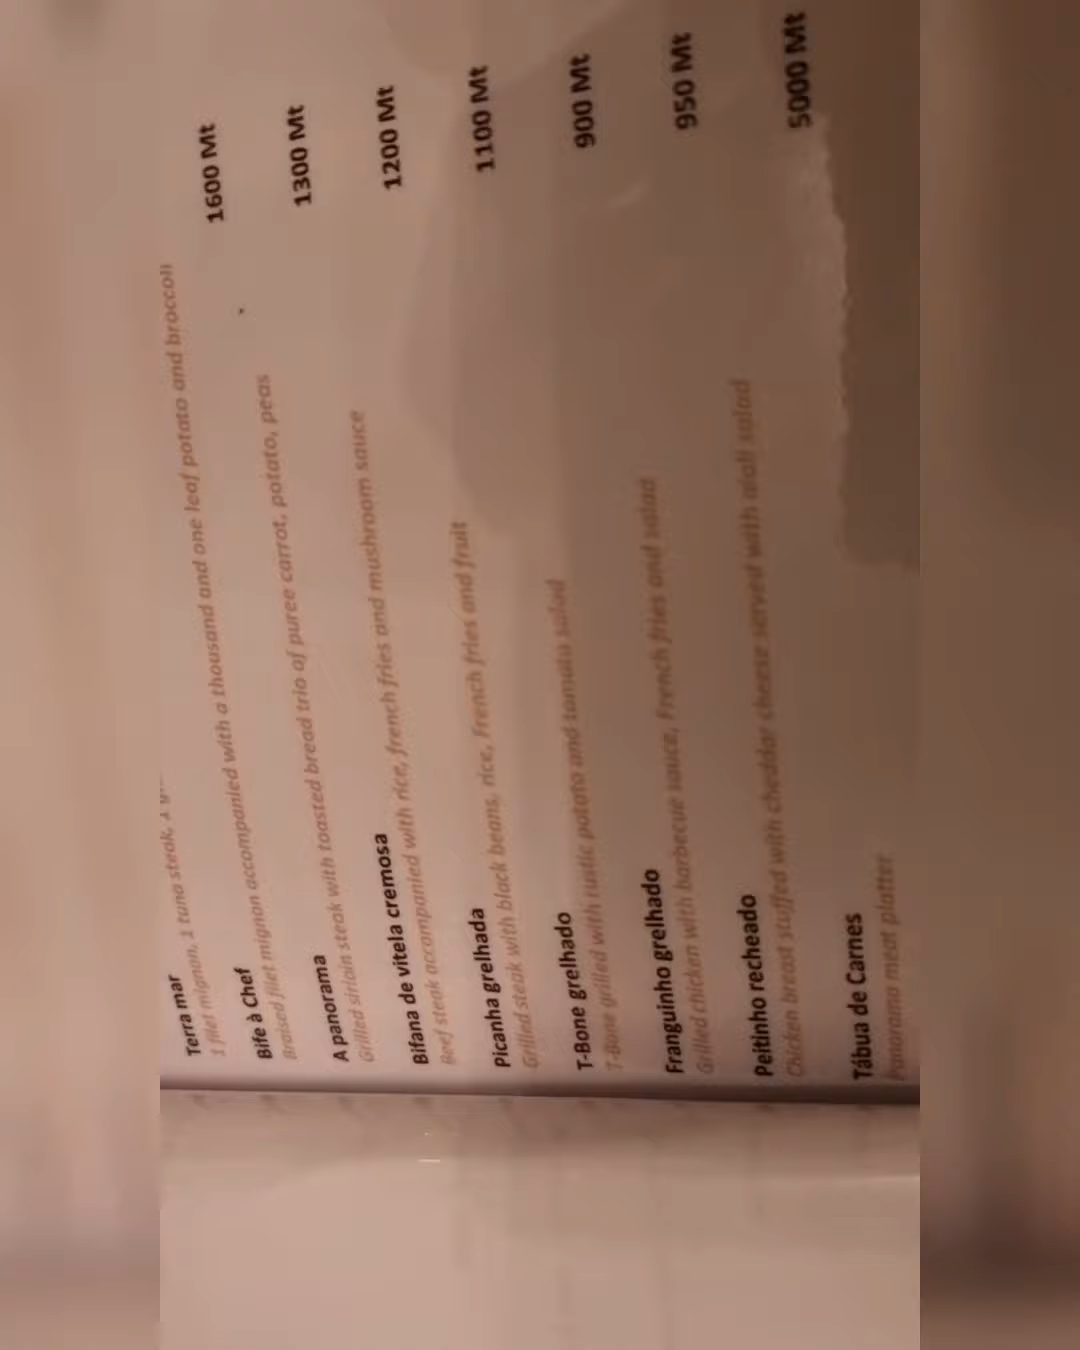 Terra mar
1 filet mignon, 1 tuna steak, 1
Bife à Chef
Braised filet mignon accompanied with a thousand and one leaf potato and broccoli
A panorama 1600 Mt
Grilled sirloin steak with toasted bread trio of puree carrot, potato, peas
Bifana de vitela cremosa 1300 Mt
Beef steak accompanied with rice, french fries and mushroom sauce
Picanha grelhada 1200 Mt
Grilled steak with black beans, rice, French fries and fruit
T-Bone grelhado 1100 Mt
T-Bone grilled with rustic potato and tomato salad
Franguinho grelhado 900 Mt
Grilled chicken with barbecue sauce, French fries and salad
Peitinho recheado 950 Mt
Chicken breast stuffed with cheddar cheese served with aioli salad
Tábua de Carnes 5000 Mt
Panorama meat platter